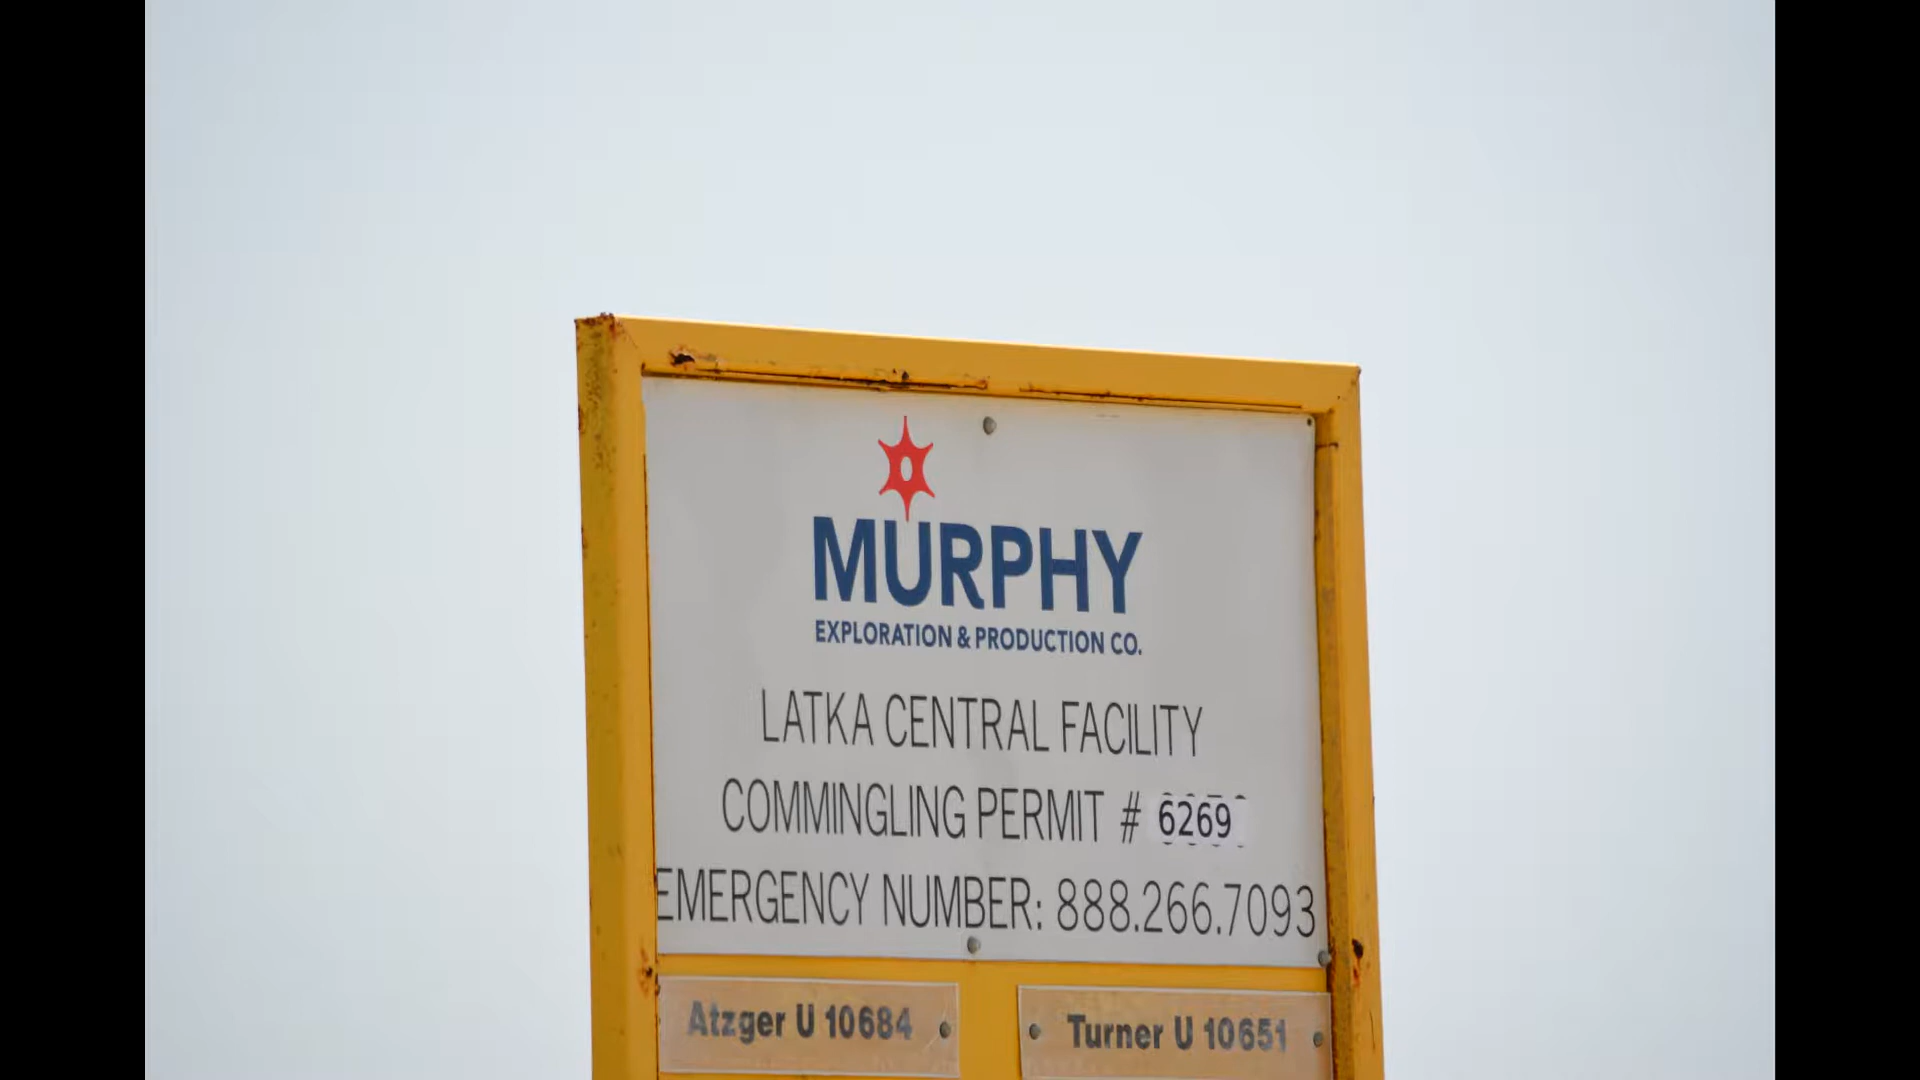 MURPHY
EXPLORATION & PRODUCTION CO.
LATKA CENTRAL FACILITY
COMMINGLING PERMIT # 6269
EMERGENCY NUMBER: 888.266.7093
Atzger U 10684
Turner U 10651